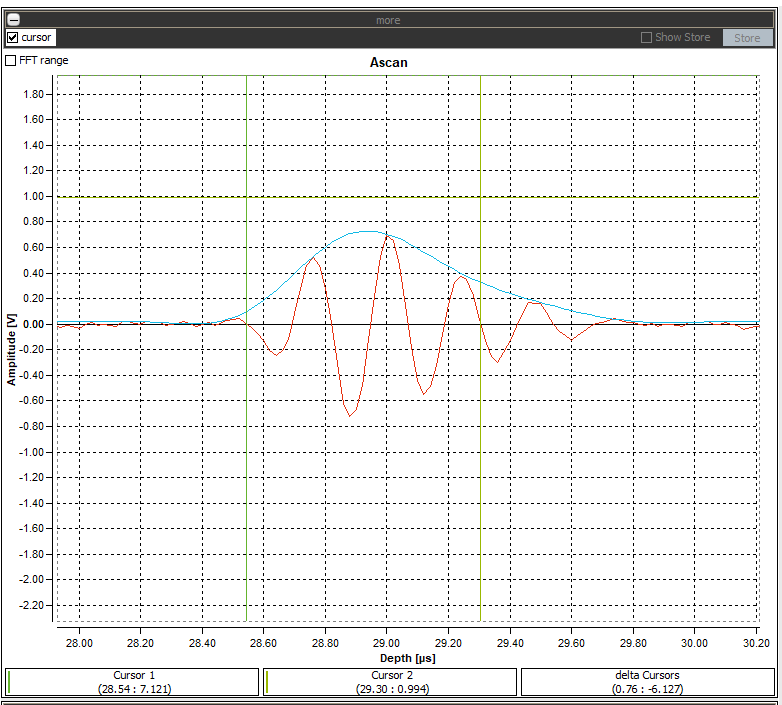 more
cursor
Show Store
Store
FFT range
Ascan
1.80
1.60
1.40
1.20
1.00
0.80
0.60
0.40
0.20
0.00
-0.20
-0.40
-0.60
-0.80
-1.00
-1.20
-1.40
-1.60
-1.80
-2.00
-2.20
Amplitude [V]
28.00 28.20 28.40 28.60 28.80 29.00 29.20 29.40 29.60 29.80 30.00 30.20
Depth [µs]
Cursor 1
(28.54 : 7.121)
Cursor 2
(29.30 : 0.994)
delta Cursors
(0.76 : -6.127)